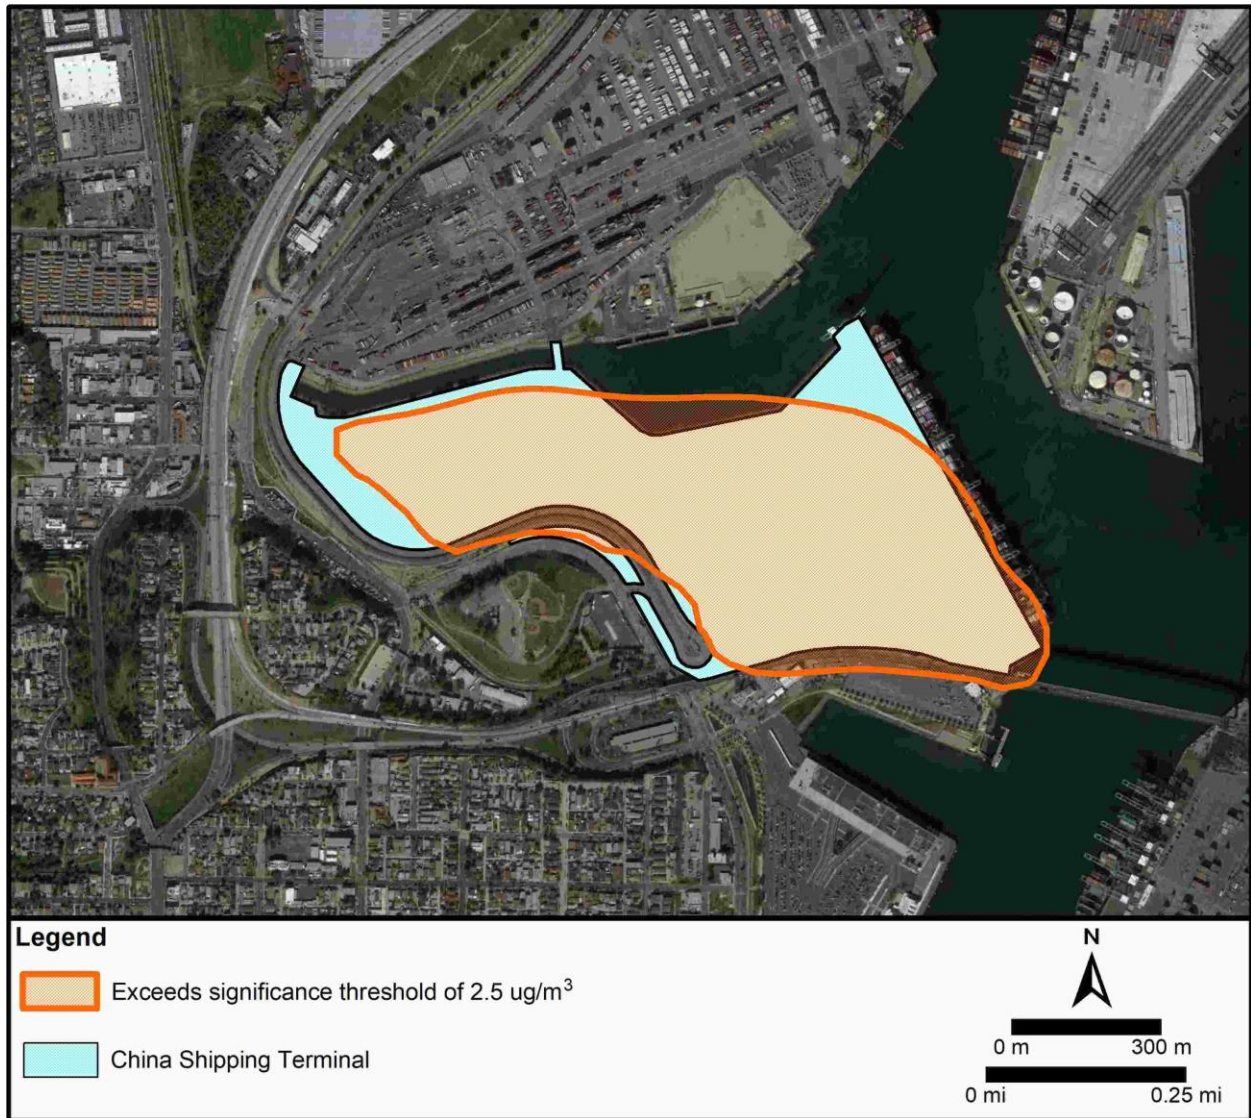 Legend
N
Exceeds significance threshold of 2.5 ug/m³
0 m 300 m
China Shipping Terminal
0 mi 0.25 mi